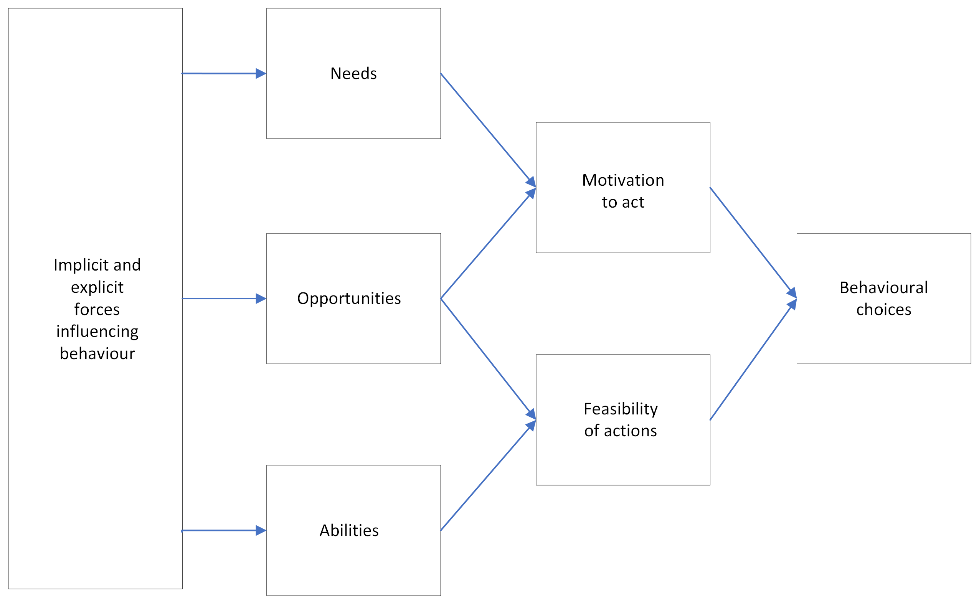 Implicit and
explicit
forces
influencing
behaviour
Needs
Opportunities
Abilities
Motivation
to act
Feasibility
of actions
Behavioural
choices